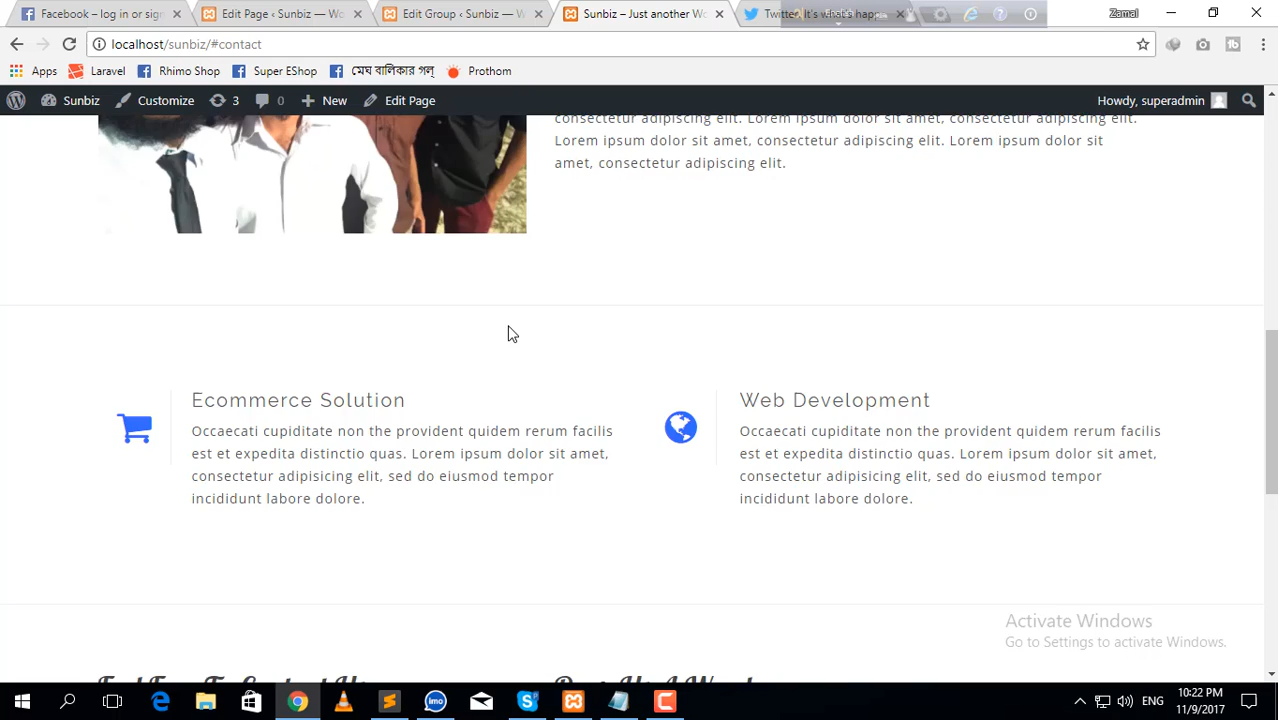 Facebook – log in or sign
Edit Page ‹ Sunbiz — Wo
Edit Group ‹ Sunbiz — W
Sunbiz – Just another Wo
Twitter. It's what's happ
English
Zamal
localhost/sunbiz/#contact
Apps Laravel Rhimo Shop Super EShop মেঘ বালিকার গল্ Prothom
Sunbiz Customize 3 0 New Edit Page Howdy, superadmin
consectetur adipiscing elit. Lorem ipsum dolor sit amet, consectetur adipiscing elit.
Lorem ipsum dolor sit amet, consectetur adipiscing elit. Lorem ipsum dolor sit
amet, consectetur adipiscing elit.
Ecommerce Solution
Occaecati cupiditate non the provident quidem rerum facilis
est et expedita distinctio quas. Lorem ipsum dolor sit amet,
consectetur adipisicing elit, sed do eiusmod tempor
incididunt labore dolore.
Web Development
Occaecati cupiditate non the provident quidem rerum facilis
est et expedita distinctio quas. Lorem ipsum dolor sit amet,
consectetur adipisicing elit, sed do eiusmod tempor
incididunt labore dolore.
Activate Windows
Go to Settings to activate Windows.
imo
ENG
10:22 PM
11/9/2017